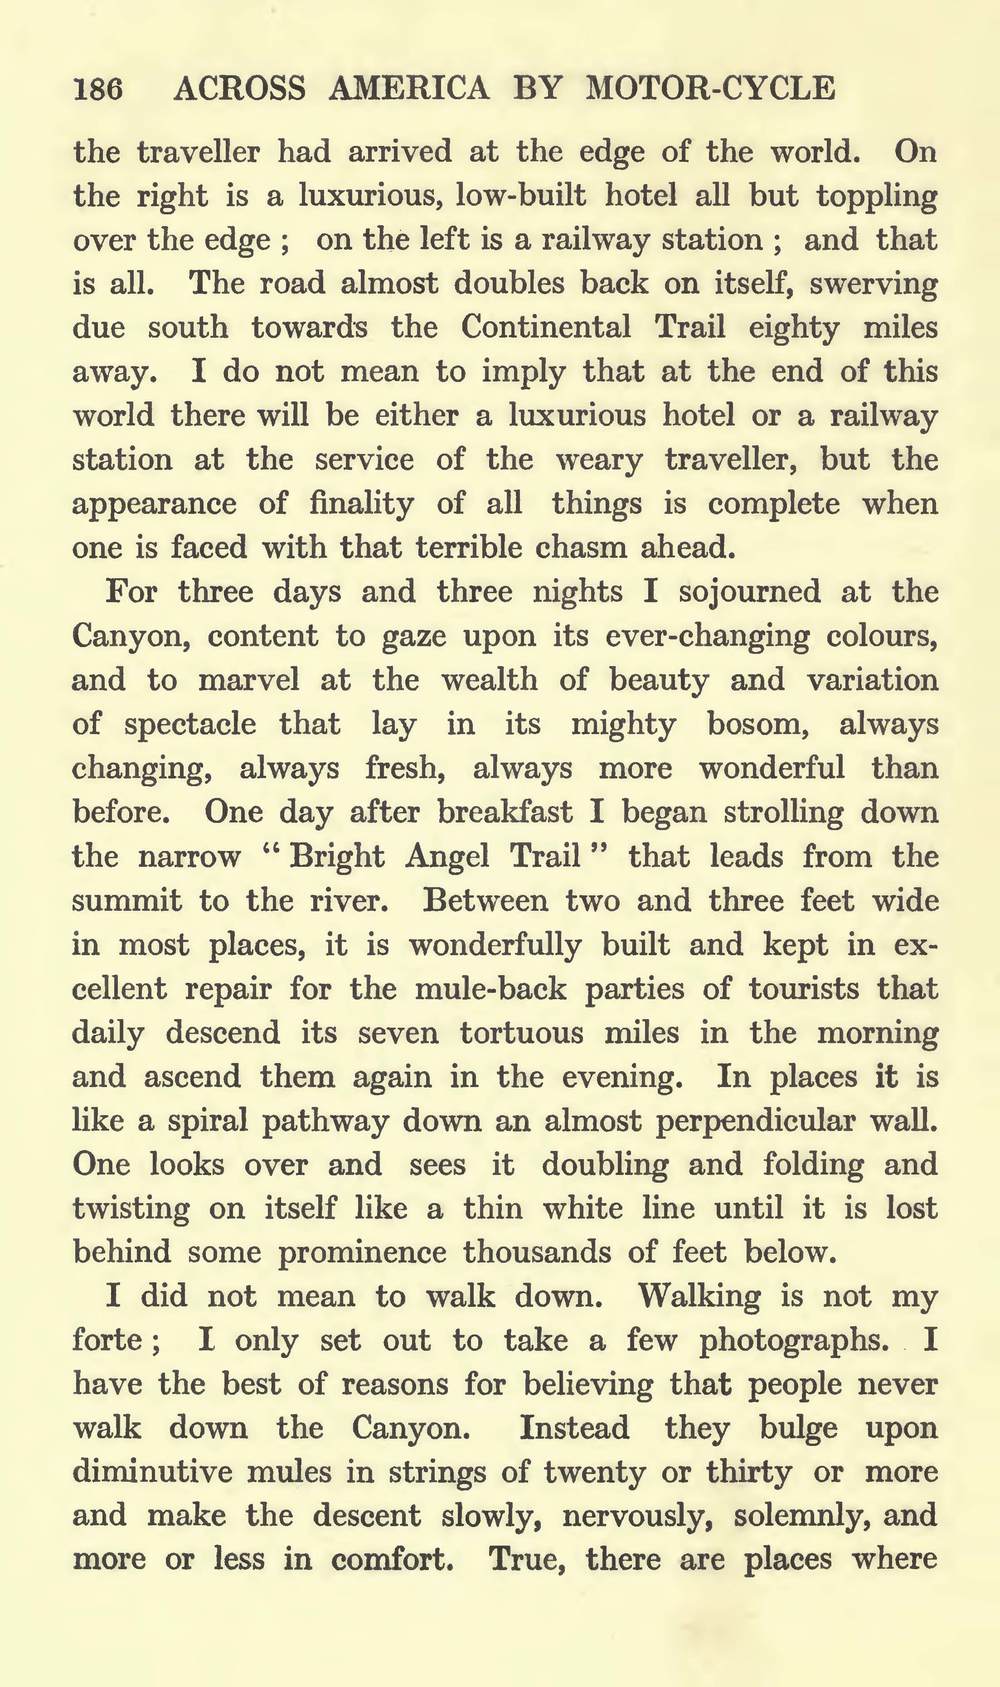 186 ACROSS AMERICA BY MOTOR-CYCLE
the traveller had arrived at the edge of the world. On
the right is a luxurious, low-built hotel all but toppling
over the edge ; on the left is a railway station ; and that
is all. The road almost doubles back on itself, swerving
due south towards the Continental Trail eighty miles
away. I do not mean to imply that at the end of this
world there will be either a luxurious hotel or a railway
station at the service of the weary traveller, but the
appearance of finality of all things is complete when
one is faced with that terrible chasm ahead.
For three days and three nights I sojourned at the
Canyon, content to gaze upon its ever-changing colours,
and to marvel at the wealth of beauty and variation
of spectacle that lay in its mighty bosom, always
changing, always fresh, always more wonderful than
before. One day after breakfast I began strolling down
the narrow “ Bright Angel Trail ” that leads from the
summit to the river. Between two and three feet wide
in most places, it is wonderfully built and kept in ex-
cellent repair for the mule-back parties of tourists that
daily descend its seven tortuous miles in the morning
and ascend them again in the evening. In places it is
like a spiral pathway down an almost perpendicular wall.
One looks over and sees it doubling and folding and
twisting on itself like a thin white line until it is lost
behind some prominence thousands of feet below.
I did not mean to walk down. Walking is not my
forte ; I only set out to take a few photographs. I
have the best of reasons for believing that people never
walk down the Canyon. Instead they bulge upon
diminutive mules in strings of twenty or thirty or more
and make the descent slowly, nervously, solemnly, and
more or less in comfort. True, there are places where